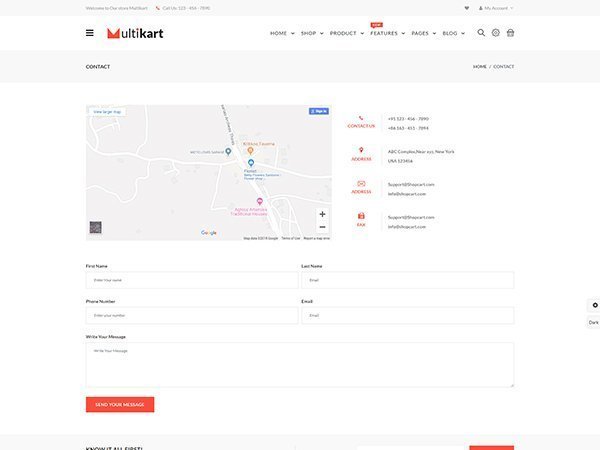 Welcome to Our store Multikart Call Us: 123 - 456 - 7890 My Account
Multikart
HOME SHOP PRODUCT FEATURES PAGES BLOG
CONTACT
HOME / CONTACT
View larger map
Sign in
Google
Map data ©2019 Google Terms of Use Report a map error
CONTACT US
+91 123 - 456 - 7890
+86 163 - 451 - 7894
ADDRESS
ABC Complex,Near xyz, New York
USA 123456
ADDRESS
Support@Shopcart.com
info@shopcart.com
FAX
Support@Shopcart.com
info@shopcart.com
First Name
Enter Your name
Last Name
Email
Phone Number
Enter your number
Email
Email
Write Your Message
Write Your Message
SEND YOUR MESSAGE
Dark
KNOW IT ALL FIRST!